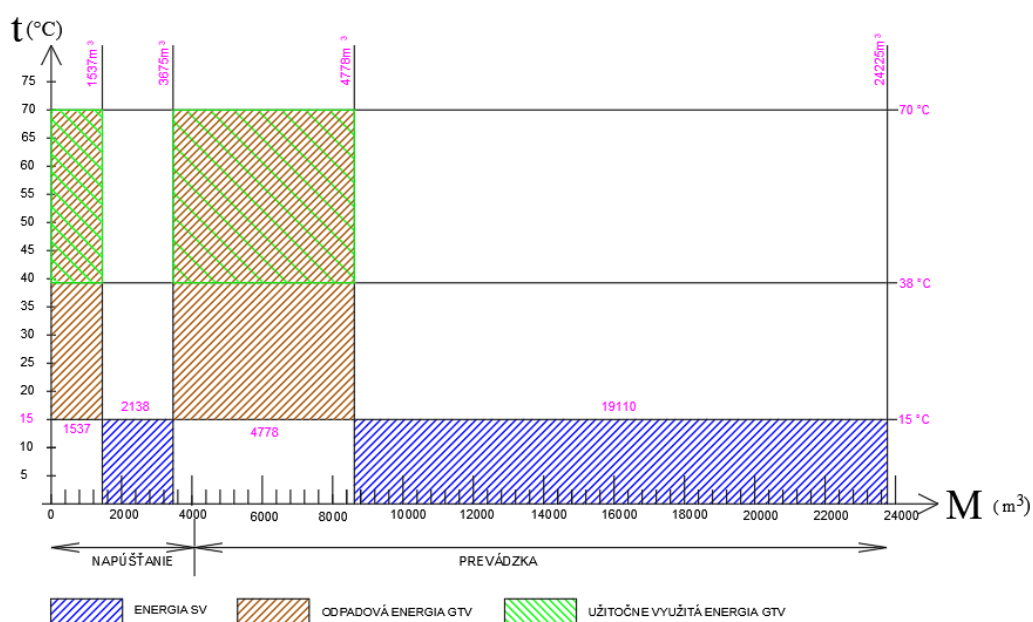 t (°C)
1537m³
3675m³
4778m³
24225m³
75
70
65
60
55
50
45
40
35
30
25
20
15
10
5
70 °C
38 °C
15 °C
2138
19110
1537
4778
0
2000
4000
6000
8000
10000
12000
14000
16000
18000
20000
22000
24000
M (m³)
NAPÚŠŤANIE
PREVÁDZKA
ENERGIA SV
ODPADOVÁ ENERGIA GTV
UŽITOČNE VYUŽITÁ ENERGIA GTV